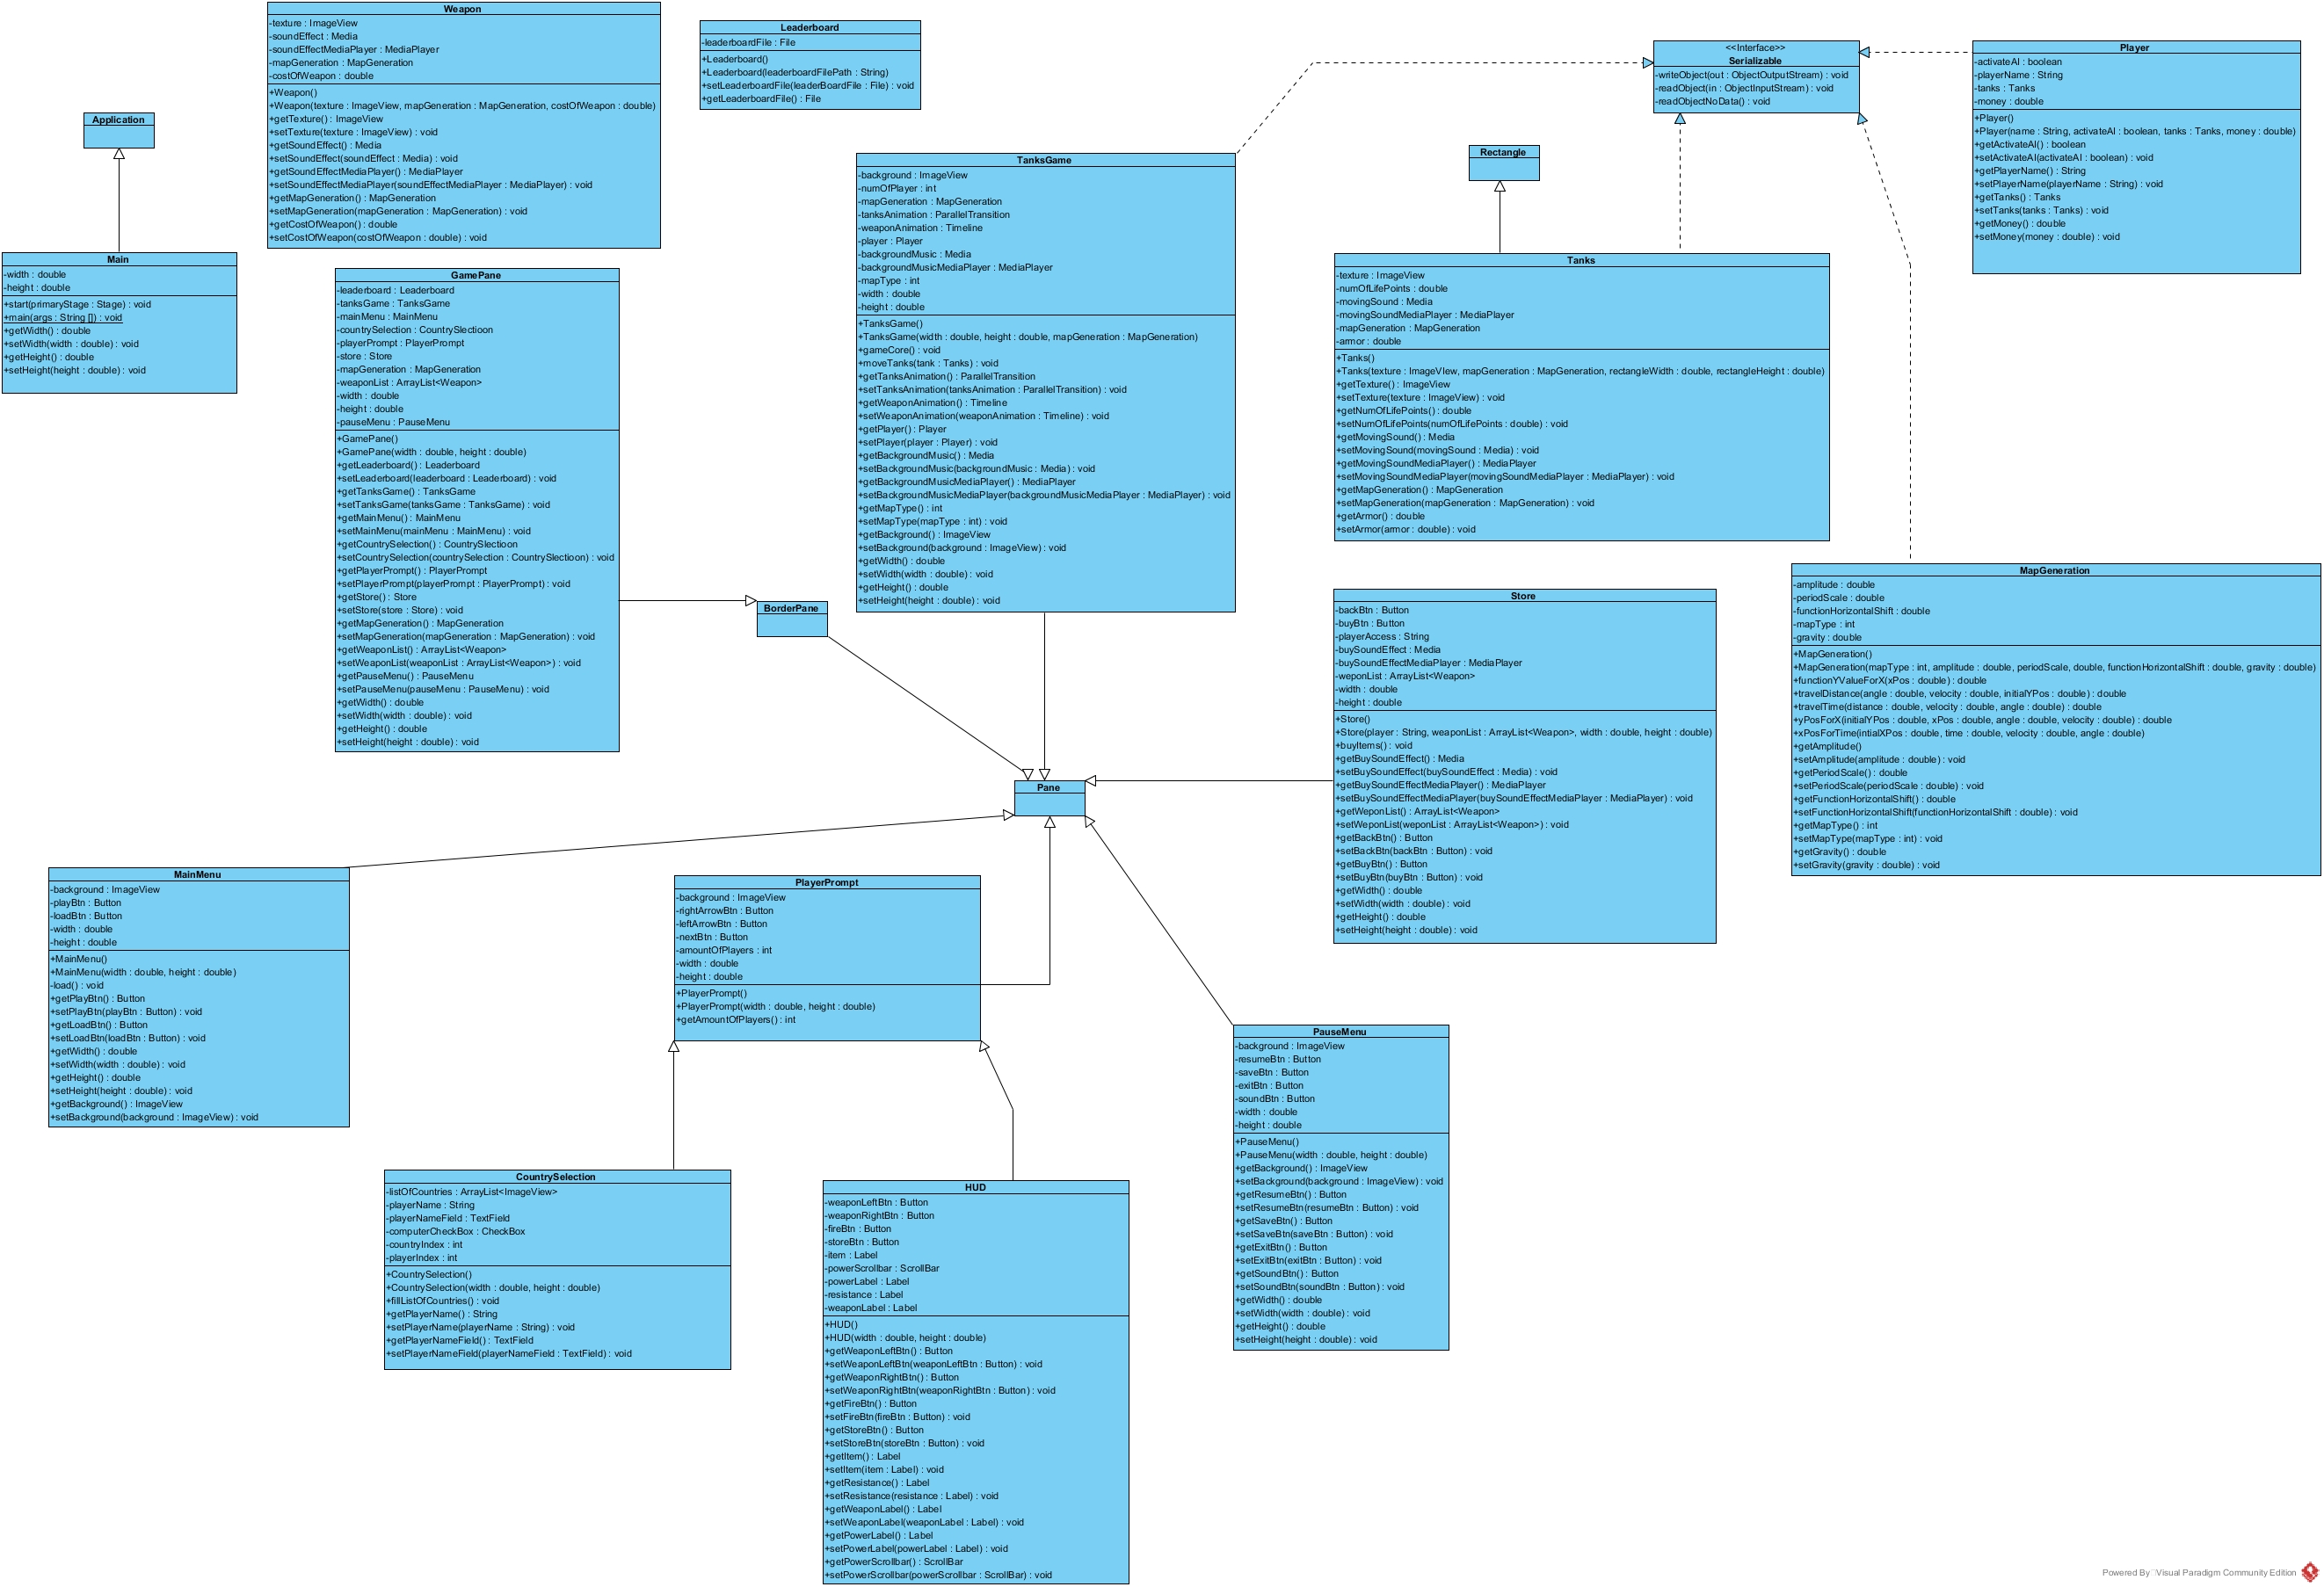 Weapon
-texture : ImageView
-soundEffect : Media
-soundEffectMediaPlayer : MediaPlayer
-mapGeneration : MapGeneration
-costOfWeapon : double
+Weapon()
+Weapon(texture : ImageView, mapGeneration : MapGeneration, costOfWeapon : double)
+getTexture() : ImageView
+setTexture(texture : ImageView) : void
+getSoundEffect() : Media
+setSoundEffect(soundEffect : Media) : void
+getSoundEffectMediaPlayer() : MediaPlayer
+setSoundEffectMediaPlayer(soundEffectMediaPlayer : MediaPlayer) : void
+getMapGeneration() : MapGeneration
+setMapGeneration(mapGeneration : MapGeneration) : void
+getCostOfWeapon() : double
+setCostOfWeapon(costOfWeapon : double) : void
Leaderboard
-leaderboardFile : File
+Leaderboard()
+Leaderboard(leaderboardFilePath : String)
+setLeaderboardFile(leaderBoardFile : File) : void
+getLeaderboardFile() : File
<<Interface>>
Serializable
-writeObject(out : ObjectOutputStream) : void
-readObject(in : ObjectInputStream) : void
-readObjectNoData() : void
Player
-activateAI : boolean
-playerName : String
-tanks : Tanks
-money : double
+Player()
+Player(name : String, activateAI : boolean, tanks : Tanks, money : double)
+getActivateAI() : boolean
+setActivateAI(activateAI : boolean) : void
+getPlayerName() : String
+setPlayerName(playerName : String) : void
+getTanks() : Tanks
+setTanks(tanks : Tanks) : void
+getMoney() : double
+setMoney(money : double) : void
Application
Main
-width : double
-height : double
+start(primaryStage : Stage) : void
+main(args : String []) : void
+getWidth() : double
+setWidth(width : double) : void
+getHeight() : double
+setHeight(height : double) : void
GamePane
-leaderboard : Leaderboard
-tanksGame : TanksGame
-mainMenu : MainMenu
-countrySelection : CountrySlectioon
-playerPrompt : PlayerPrompt
-store : Store
-mapGeneration : MapGeneration
-weaponList : ArrayList<Weapon>
-width : double
-height : double
-pauseMenu : PauseMenu
+GamePane()
+GamePane(width : double, height : double)
+getLeaderboard() : Leaderboard
+setLeaderboard(leaderboard : Leaderboard) : void
+getTanksGame() : TanksGame
+setTanksGame(tanksGame : TanksGame) : void
+getMainMenu() : MainMenu
+setMainMenu(mainMenu : MainMenu) : void
+getCountrySelection() : CountrySlectioon
+setCountrySelection(countrySelection : CountrySlectioon) : void
+getPlayerPrompt() : PlayerPrompt
+setPlayerPrompt(playerPrompt : PlayerPrompt) : void
+getStore() : Store
+setStore(store : Store) : void
+getMapGeneration() : MapGeneration
+setMapGeneration(mapGeneration : MapGeneration) : void
+getWeaponList() : ArrayList<Weapon>
+setWeaponList(weaponList : ArrayList<Weapon>) : void
+getPauseMenu() : PauseMenu
+setPauseMenu(pauseMenu : PauseMenu) : void
+getWidth() : double
+setWidth(width : double) : void
+getHeight() : double
+setHeight(height : double) : void
BorderPane
TanksGame
-background : ImageView
-numOfPlayer : int
-mapGeneration : MapGeneration
-tanksAnimation : ParallelTransition
-weaponAnimation : Timeline
-player : Player
-backgroundMusic : Media
-backgroundMusicMediaPlayer : MediaPlayer
-mapType : int
-width : double
-height : double
+TanksGame()
+TanksGame(width : double, height : double, mapGeneration : MapGeneration)
+gameCore() : void
+moveTanks(tank : Tanks) : void
+getTanksAnimation() : ParallelTransition
+setTanksAnimation(tanksAnimation : ParallelTransition) : void
+getWeaponAnimation() : Timeline
+setWeaponAnimation(weaponAnimation : Timeline) : void
+getPlayer() : Player
+setPlayer(player : Player) : void
+getBackgroundMusic() : Media
+setBackgroundMusic(backgroundMusic : Media) : void
+getBackgroundMusicMediaPlayer() : MediaPlayer
+setBackgroundMusicMediaPlayer(backgroundMusicMediaPlayer : MediaPlayer) : void
+getMapType() : int
+setMapType(mapType : int) : void
+getBackground() : ImageView
+setBackground(background : ImageView) : void
+getWidth() : double
+setWidth(width : double) : void
+getHeight() : double
+setHeight(height : double) : void
Rectangle
Tanks
-texture : ImageView
-numOfLifePoints : double
-movingSound : Media
-movingSoundMediaPlayer : MediaPlayer
-mapGeneration : MapGeneration
-armor : double
+Tanks()
+Tanks(texture : ImageVIew, mapGeneration : MapGeneration, rectangleWidth : double, rectangleHeight : double)
+getTexture() : ImageView
+setTexture(texture : ImageView) : void
+getNumOfLifePoints() : double
+setNumOfLifePoints(numOfLifePoints : double) : void
+getMovingSound() : Media
+setMovingSound(movingSound : Media) : void
+getMovingSoundMediaPlayer() : MediaPlayer
+setMovingSoundMediaPlayer(movingSoundMediaPlayer : MediaPlayer) : void
+getMapGeneration() : MapGeneration
+setMapGeneration(mapGeneration : MapGeneration) : void
+getArmor() : double
+setArmor(armor : double) : void
MapGeneration
-amplitude : double
-periodScale : double
-functionHorizontalShift : double
-mapType : int
-gravity : double
+MapGeneration()
+MapGeneration(mapType : int, amplitude : double, periodScale, double, functionHorizontalShift : double, gravity : double)
+functionYValueForX(xPos : double) : double
+travelDistance(angle : double, velocity : double, initialYPos : double) : double
+travelTime(distance : double, velocity : double, angle : double) : double
+yPosForX(initialYPos : double, xPos : double, angle : double, velocity : double) : double
+xPosForTime(intialXPos : double, time : double, velocity : double, angle : double)
+getAmplitude()
+setAmplitude(amplitude : double) : void
+getPeriodScale() : double
+setPeriodScale(periodScale : double) : void
+getFunctionHorizontalShift() : double
+setFunctionHorizontalShift(functionHorizontalShift : double) : void
+getMapType() : int
+setMapType(mapType : int) : void
+getGravity() : double
+setGravity(gravity : double) : void
Store
-backBtn : Button
-buyBtn : Button
-playerAccess : String
-buySoundEffect : Media
-buySoundEffectMediaPlayer : MediaPlayer
-weponList : ArrayList<Weapon>
-width : double
-height : double
+Store()
+Store(player : String, weaponList : ArrayList<Weapon>, width : double, height : double)
+buyItems() : void
+getBuySoundEffect() : Media
+setBuySoundEffect(buySoundEffect : Media) : void
+getBuySoundEffectMediaPlayer() : MediaPlayer
+setBuySoundEffectMediaPlayer(buySoundEffectMediaPlayer : MediaPlayer) : void
+getWeponList() : ArrayList<Weapon>
+setWeponList(weponList : ArrayList<Weapon>) : void
+getBackBtn() : Button
+setBackBtn(backBtn : Button) : void
+getBuyBtn() : Button
+setBuyBtn(buyBtn : Button) : void
+getWidth() : double
+setWidth(width : double) : void
+getHeight() : double
+setHeight(height : double) : void
Pane
MainMenu
-background : ImageView
-playBtn : Button
-loadBtn : Button
-width : double
-height : double
+MainMenu()
+MainMenu(width : double, height : double)
-load() : void
+getPlayBtn() : Button
+setPlayBtn(playBtn : Button) : void
+getLoadBtn() : Button
+setLoadBtn(loadBtn : Button) : void
+getWidth() : double
+setWidth(width : double) : void
+getHeight() : double
+setHeight(height : double) : void
+getBackground() : ImageView
+setBackground(background : ImageView) : void
PlayerPrompt
-background : ImageView
-rightArrowBtn : Button
-leftArrowBtn : Button
-nextBtn : Button
-amountOfPlayers : int
-width : double
-height : double
+PlayerPrompt()
+PlayerPrompt(width : double, height : double)
+getAmountOfPlayers() : int
PauseMenu
-background : ImageView
-resumeBtn : Button
-saveBtn : Button
-exitBtn : Button
-soundBtn : Button
-width : double
-height : double
+PauseMenu()
+PauseMenu(width : double, height : double)
+getBackground() : ImageView
+setBackground(background : ImageView) : void
+getResumeBtn() : Button
+setResumeBtn(resumeBtn : Button) : void
+getSaveBtn() : Button
+setSaveBtn(saveBtn : Button) : void
+getExitBtn() : Button
+setExitBtn(exitBtn : Button) : void
+getSoundBtn() : Button
+setSoundBtn(soundBtn : Button) : void
+getWidth() : double
+setWidth(width : double) : void
+getHeight() : double
+setHeight(height : double) : void
CountrySelection
-listOfCountries : ArrayList<ImageView>
-playerName : String
-playerNameField : TextField
-computerCheckBox : CheckBox
-countryIndex : int
-playerIndex : int
+CountrySelection()
+CountrySelection(width : double, height : double)
+fillListOfCountries() : void
+getPlayerName() : String
+setPlayerName(playerName : String) : void
+getPlayerNameField() : TextField
+setPlayerNameField(playerNameField : TextField) : void
HUD
-weaponLeftBtn : Button
-weaponRightBtn : Button
-fireBtn : Button
-storeBtn : Button
-item : Label
-powerScrollbar : ScrollBar
-powerLabel : Label
-resistance : Label
-weaponLabel : Label
+HUD()
+HUD(width : double, height : double)
+getWeaponLeftBtn() : Button
+setWeaponLeftBtn(weaponLeftBtn : Button) : void
+getWeaponRightBtn() : Button
+setWeaponRightBtn(weaponRightBtn : Button) : void
+getFireBtn() : Button
+setFireBtn(fireBtn : Button) : void
+getStoreBtn() : Button
+setStoreBtn(storeBtn : Button) : void
+getItem() : Label
+setItem(item : Label) : void
+getResistance() : Label
+setResistance(resistance : Label) : void
+getWeaponLabel() : Label
+setWeaponLabel(weaponLabel : Label) : void
+getPowerLabel() : Label
+setPowerLabel(powerLabel : Label) : void
+getPowerScrollbar() : ScrollBar
+setPowerScrollbar(powerScrollbar : ScrollBar) : void
Powered By Visual Paradigm Community Edition